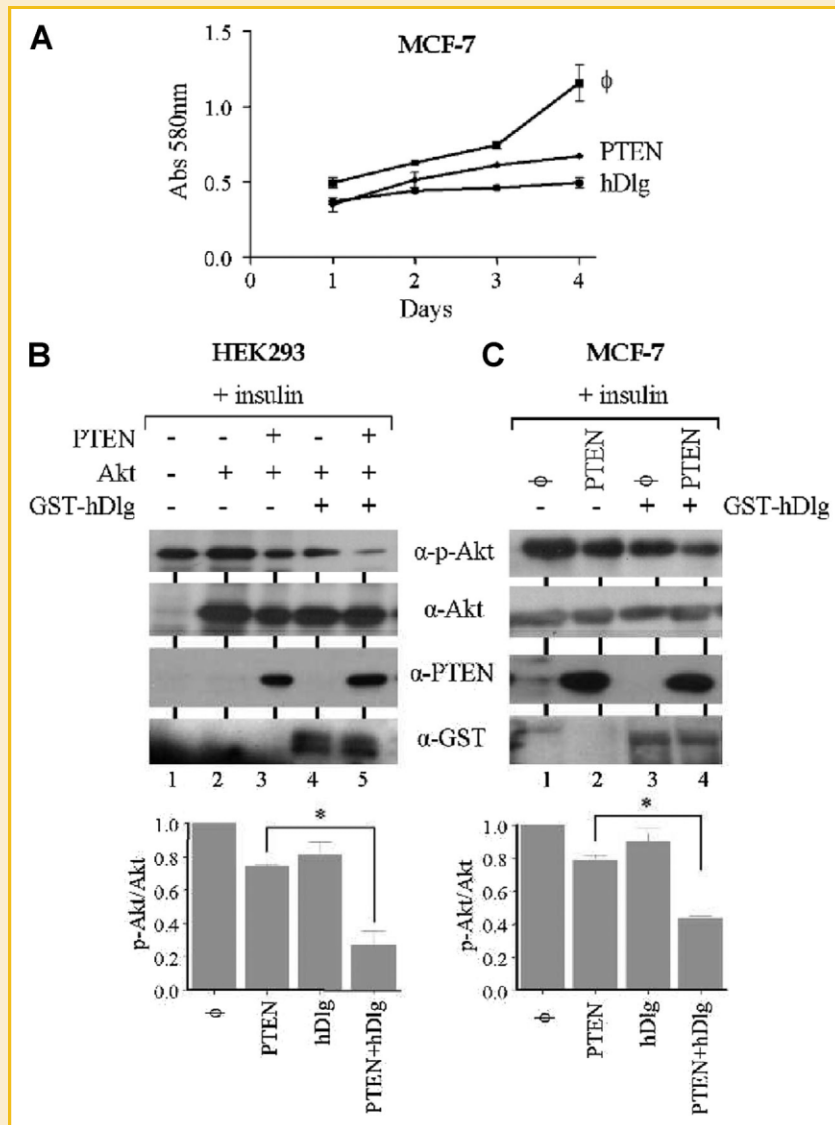 A
MCF-7
1.5
1.0
0.5
0.0
Abs 580nm
ϕ
PTEN
hDlg
0 1 2 3 4
Days
B
HEK293
+ insulin
PTEN - - + - +
Akt - + + + +
GST-hDlg - - - + +
C
MCF-7
+ insulin
ϕ PTEN ϕ PTEN
- - + + GST-hDlg
α-p-Akt
α-Akt
α-PTEN
α-GST
1 2 3 4 5
1 2 3 4
*
1.0
0.8
0.6
0.4
0.2
0.0
p-Akt/Akt
ϕ PTEN hDlg PTEN+hDlg
*
1.0
0.8
0.6
0.4
0.2
0.0
p-Akt/Akt
ϕ PTEN hDlg PTEN+hDlg